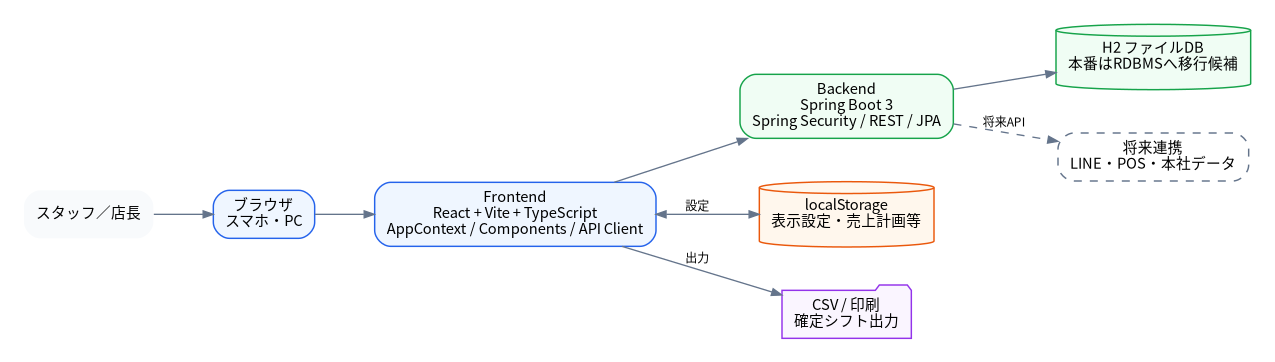 スタッフ／店長
ブラウザ
スマホ・PC
Frontend
React + Vite + TypeScript
AppContext / Components / API Client
Backend
Spring Boot 3
Spring Security / REST / JPA
H2 ファイルDB
本番はRDBMSへ移行候補
将来API
将来連携
LINE・POS・本社データ
設定
localStorage
表示設定・売上計画等
出力
CSV / 印刷
確定シフト出力